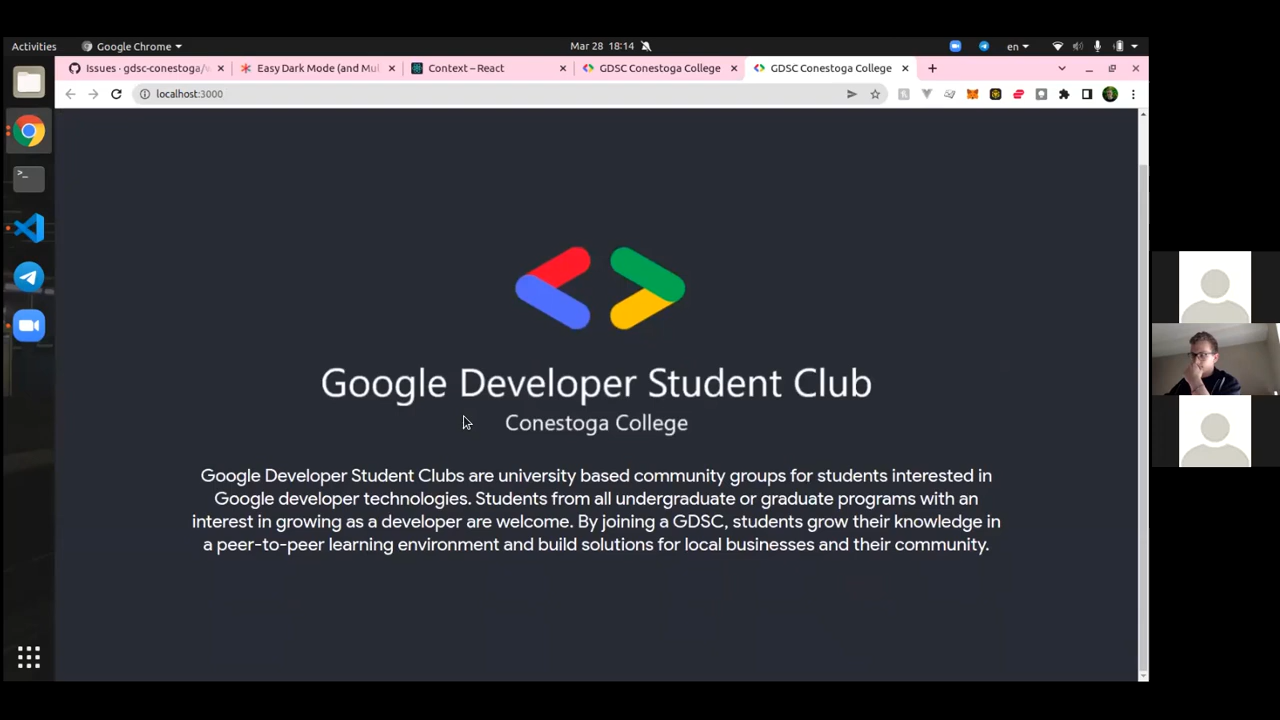 Activities
Google Chrome
Mar 28 18:14
en
Issues · gdsc-conestoga/
Easy Dark Mode (and Mul
Context – React
GDSC Conestoga College
GDSC Conestoga College
localhost:3000
Google Developer Student Club
Conestoga College
Google Developer Student Clubs are university based community groups for students interested in
Google developer technologies. Students from all undergraduate or graduate programs with an
interest in growing as a developer are welcome. By joining a GDSC, students grow their knowledge in
a peer-to-peer learning environment and build solutions for local businesses and their community.